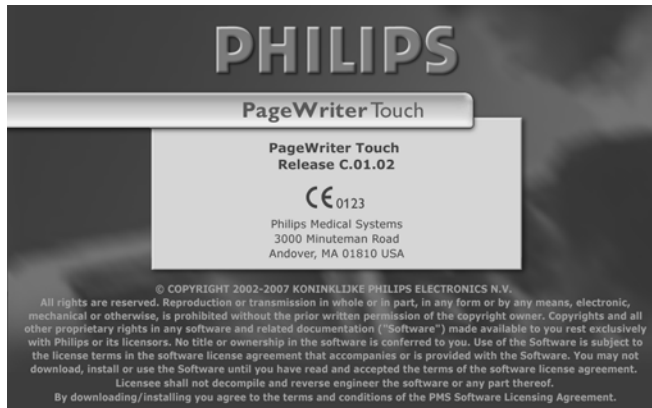 PHILIPS
PageWriter Touch
PageWriter Touch
Release C.01.02
CE 0123
Philips Medical Systems
3000 Minuteman Road
Andover, MA 01810 USA
© COPYRIGHT 2002-2007 KONINKLIJKE PHILIPS ELECTRONICS N.V.
All rights are reserved. Reproduction or transmission in whole or in part, in any form or by any means, electronic,
mechanical or otherwise, is prohibited without the prior written permission of the copyright owner. Copyrights and all
other proprietary rights in any software and related documentation ("Software") made available to you rest exclusively
with Philips or its licensors. No title or ownership in the software is conferred to you. Use of the Software is subject to
the license terms in the software license agreement that accompanies or is provided with the Software. You may not
download, install or use the Software until you have read and accepted the terms of the software license agreement.
Licensee shall not decompile and reverse engineer the software or any part thereof.
By downloading/installing you agree to the terms and conditions of the PMS Software Licensing Agreement.